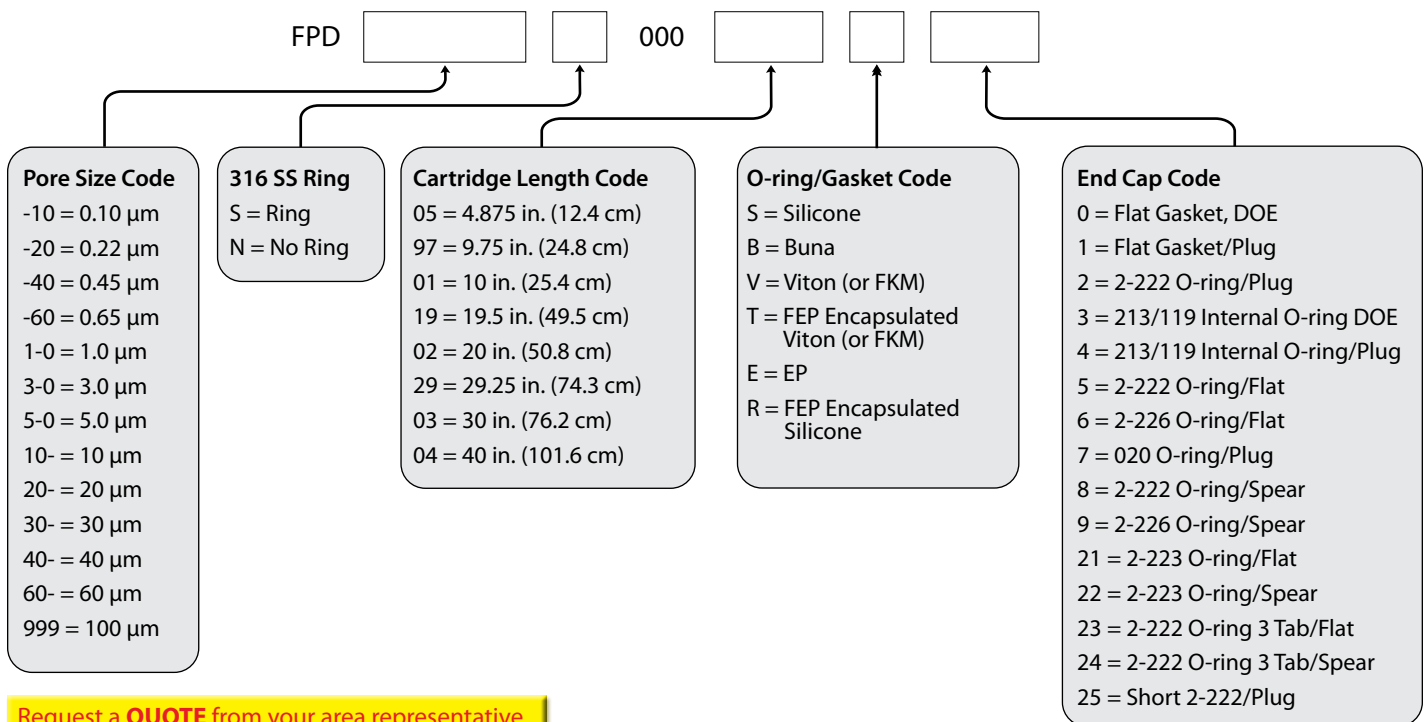 FPD 000
Pore Size Code
-10 = 0.10 µm
-20 = 0.22 µm
-40 = 0.45 µm
-60 = 0.65 µm
1-0 = 1.0 µm
3-0 = 3.0 µm
5-0 = 5.0 µm
10- = 10 µm
20- = 20 µm
30- = 30 µm
40- = 40 µm
60- = 60 µm
999 = 100 µm
316 SS Ring
S = Ring
N = No Ring
Cartridge Length Code
05 = 4.875 in. (12.4 cm)
97 = 9.75 in. (24.8 cm)
01 = 10 in. (25.4 cm)
19 = 19.5 in. (49.5 cm)
02 = 20 in. (50.8 cm)
29 = 29.25 in. (74.3 cm)
03 = 30 in. (76.2 cm)
04 = 40 in. (101.6 cm)
O-ring/Gasket Code
S = Silicone
B = Buna
V = Viton (or FKM)
T = FEP Encapsulated
Viton (or FKM)
E = EP
R = FEP Encapsulated
Silicone
End Cap Code
0 = Flat Gasket, DOE
1 = Flat Gasket/Plug
2 = 2-222 O-ring/Plug
3 = 213/119 Internal O-ring DOE
4 = 213/119 Internal O-ring/Plug
5 = 2-222 O-ring/Flat
6 = 2-226 O-ring/Flat
7 = 020 O-ring/Plug
8 = 2-222 O-ring/Spear
9 = 2-226 O-ring/Spear
21 = 2-223 O-ring/Flat
22 = 2-223 O-ring/Spear
23 = 2-222 O-ring 3 Tab/Flat
24 = 2-222 O-ring 3 Tab/Spear
25 = Short 2-222/Plug
Request a QUOTE from your area representative